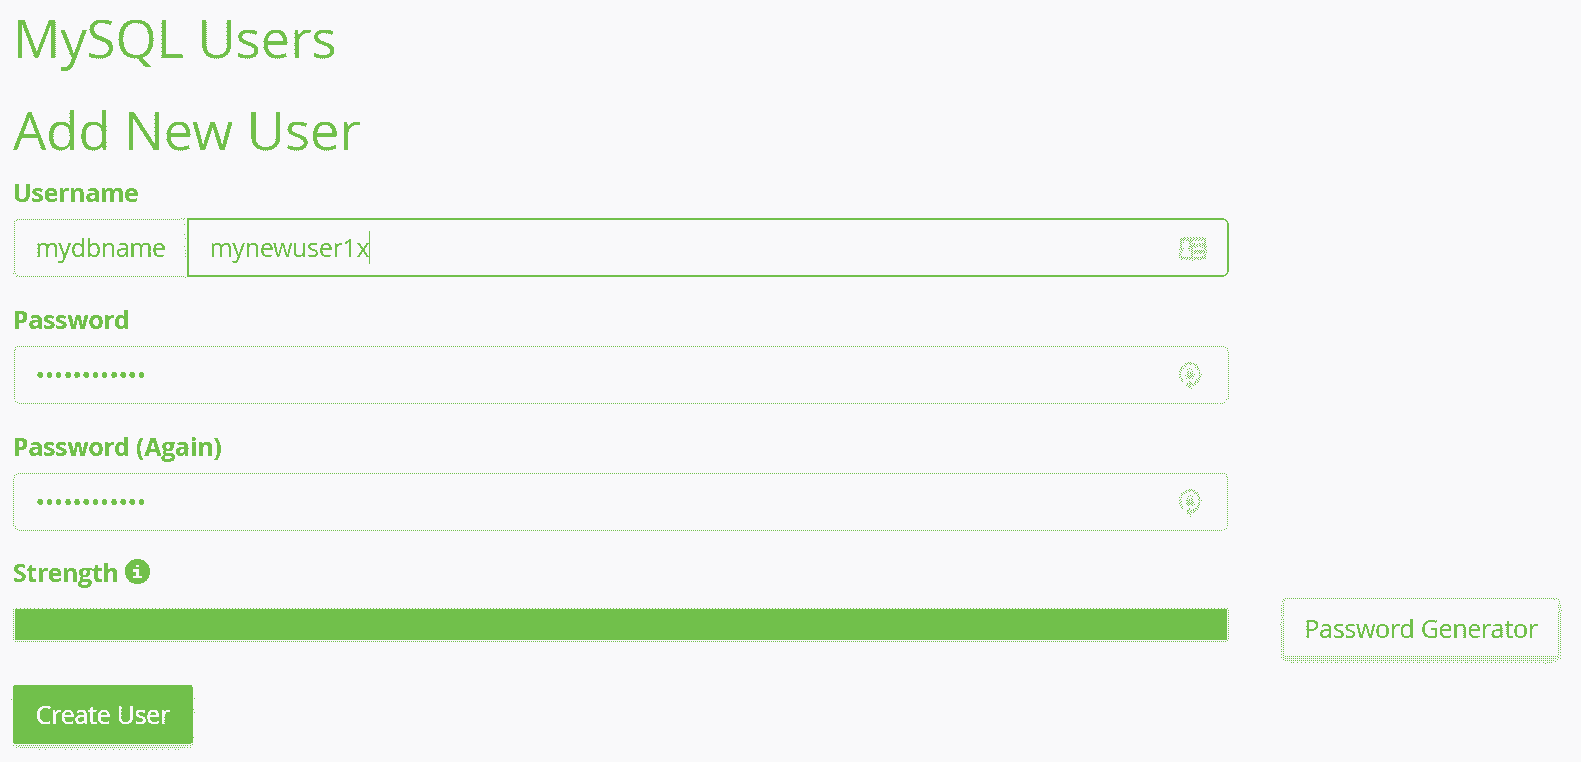 MySQL Users
Add New User
Username
mydbname mynewuser1x
Password
••••••••••••
Password (Again)
••••••••••••
Strength
Password Generator
Create User